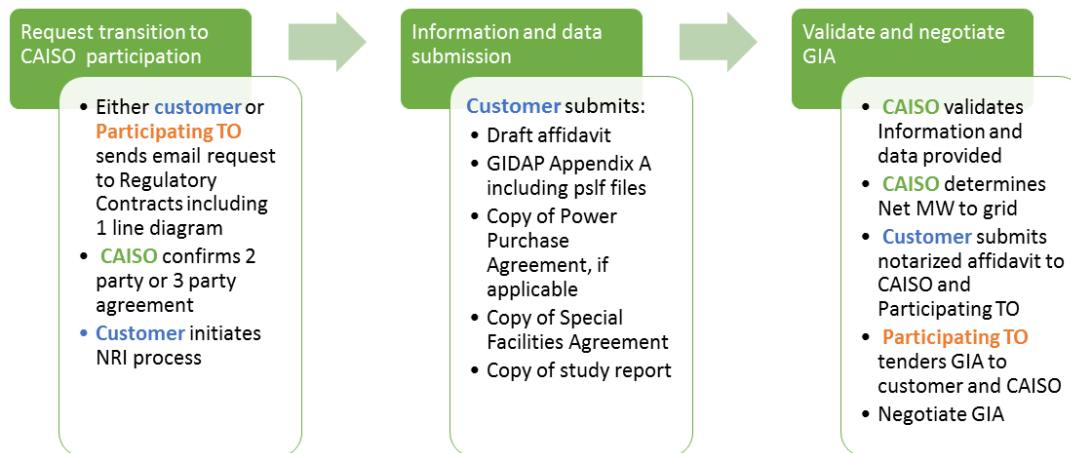 Request transition to
CAISO participation
• Either customer or
Participating TO
sends email request
to Regulatory
Contracts including
1 line diagram
• CAISO confirms 2
party or 3 party
agreement
• Customer initiates
NRI process
Information and data
submission
Customer submits:
• Draft affidavit
• GIDAP Appendix A
including pslf files
• Copy of Power
Purchase
Agreement, if
applicable
• Copy of Special
Facilities Agreement
• Copy of study report
Validate and negotiate
GIA
• CAISO validates
Information and
data provided
• CAISO determines
Net MW to grid
• Customer submits
notarized affidavit to
CAISO and
Participating TO
• Participating TO
tenders GIA to
customer and CAISO
• Negotiate GIA